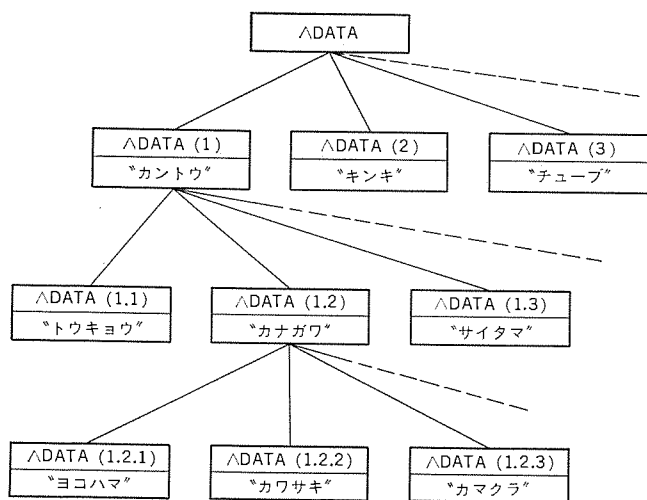 ∧DATA
∧DATA (1)
〝カントウ〞
∧DATA (2)
〝キンキ〞
∧DATA (3)
〝チューブ〞
∧DATA (1.1)
〝トウキョウ〞
∧DATA (1.2)
〝カナガワ〞
∧DATA (1.3)
〝サイタマ〞
∧DATA (1.2.1)
〝ヨコハマ〞
∧DATA (1.2.2)
〝カワサキ〞
∧DATA (1.2.3)
〝カマクラ〞